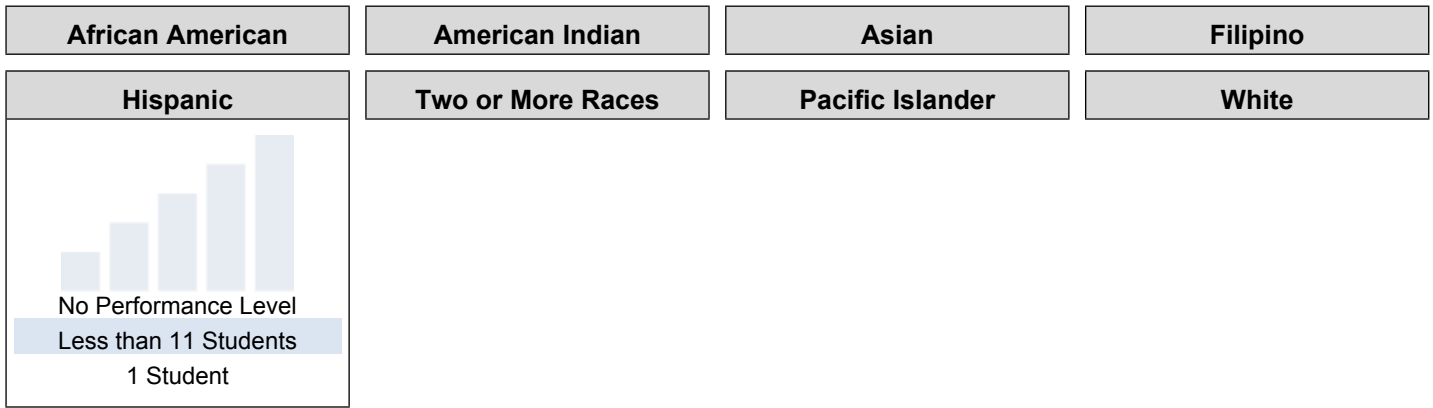 African American
American Indian
Asian
Filipino
Hispanic
Two or More Races
Pacific Islander
White
No Performance Level
Less than 11 Students
1 Student